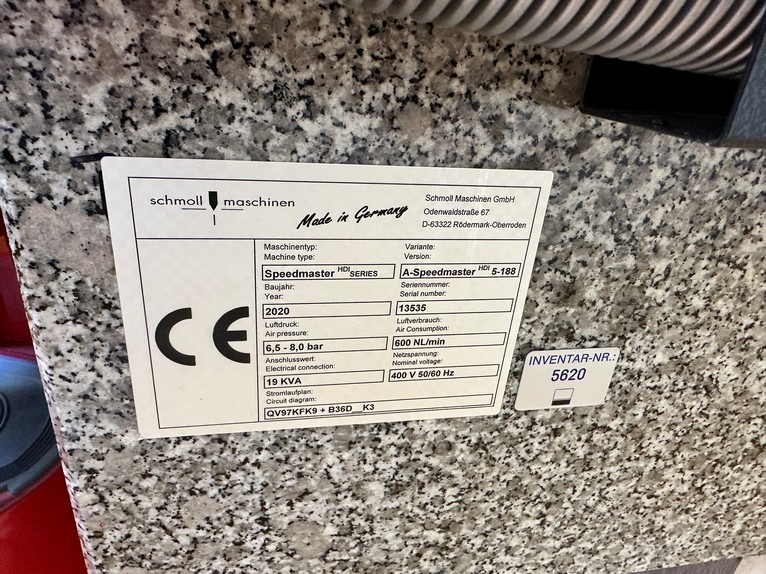 schmoll maschinen
Made in Germany
Schmoll Maschinen GmbH
Odenwaldstraße 67
D-63322 Rödermark-Oberroden
CE
Maschinentyp:
Machine type:
Speedmaster HDI SERIES
Variante:
Version:
A-Speedmaster HDI 5-188
Baujahr:
Year:
2020
Seriennummer:
Serial number:
13535
Luftdruck:
Air pressure:
6,5 - 8,0 bar
Luftverbrauch:
Air Consumption:
600 NL/min
Anschlusswert:
Electrical connection:
19 KVA
Netzspannung:
Nominal voltage:
400 V 50/60 Hz
Stromlaufplan:
Circuit diagram:
QV97KFK9 + B36D__K3
INVENTAR-NR.:
5620